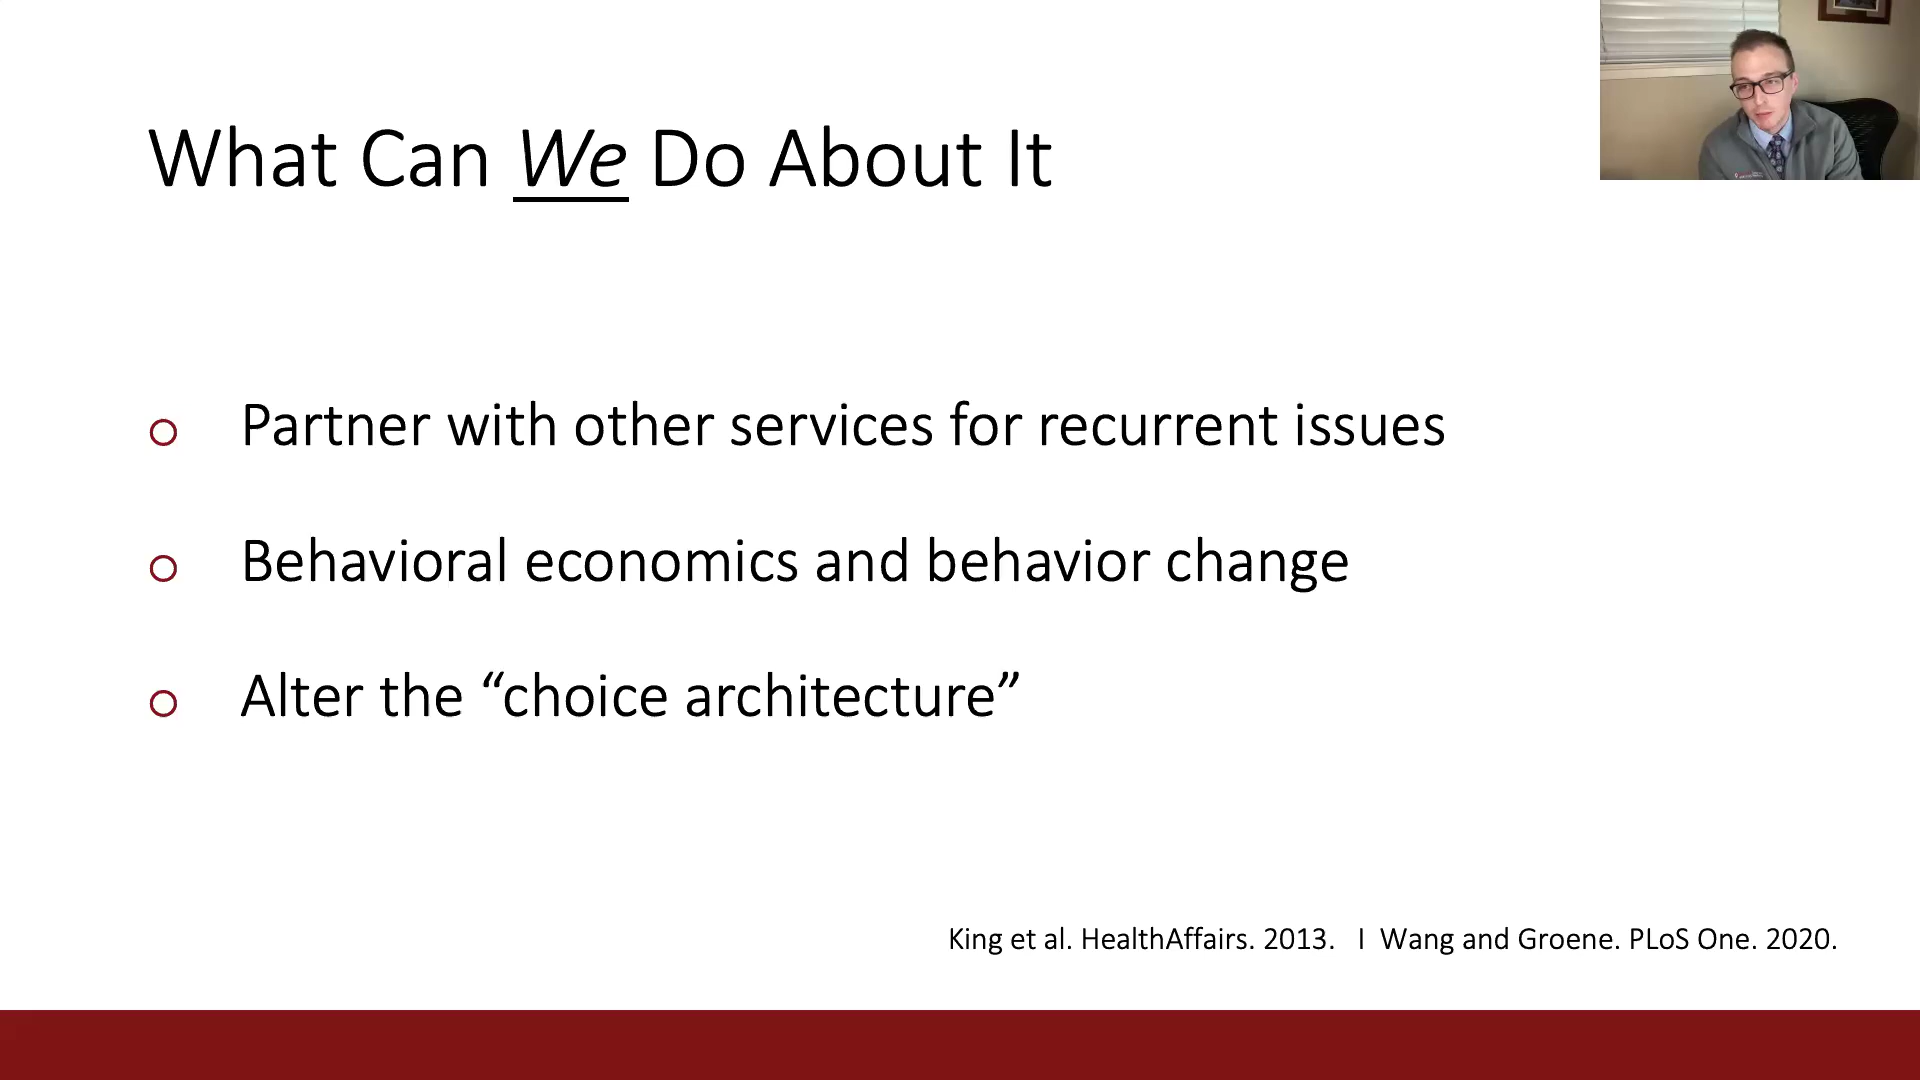 What Can We Do About It
Partner with other services for recurrent issues
Behavioral economics and behavior change
Alter the “choice architecture”
King et al. HealthAffairs. 2013. I Wang and Groene. PLoS One. 2020.